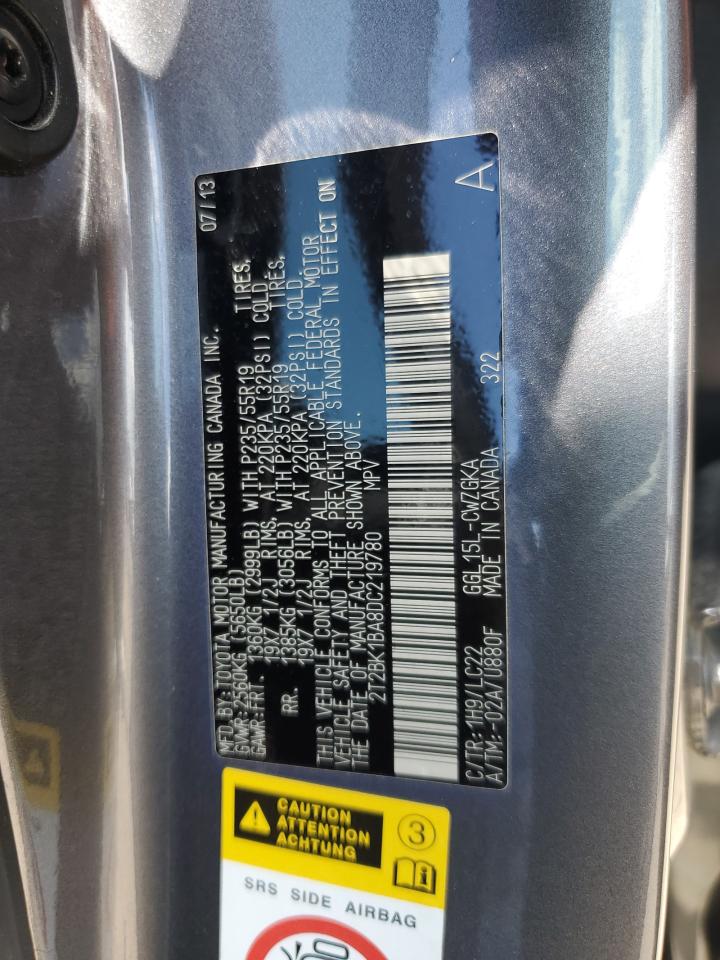 MFD. BY: TOYOTA MOTOR MANUFACTURING CANADA INC. 07/13
GVWR: 2560KG (5650LB)
GAWR: FRT. 1360KG (2999LB) WITH P235/55R19 TIRES,
19X7 1/2J RIMS, AT 220KPA (32PSI) COLD.
RR. 1385KG (3056LB) WITH P235/55R19 TIRES,
19X7 1/2J RIMS, AT 220KPA (32PSI) COLD.
THIS VEHICLE CONFORMS TO ALL APPLICABLE FEDERAL MOTOR
VEHICLE SAFETY AND THEFT PREVENTION STANDARDS IN EFFECT ON
THE DATE OF MANUFACTURE SHOWN ABOVE.
2T2BK1BA8DC219780 MPV
A
C/TR: 1H9/LC22 GGL15L-CWZGKA
A/TM: -02A/U880F MADE IN CANADA 322
CAUTION
ATTENTION
ACHTUNG
3
SRS SIDE AIRBAG